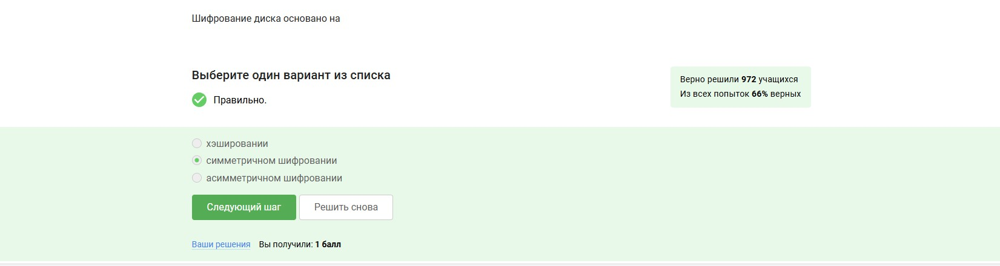 Шифрование диска основано на
Выберите один вариант из списка
Правильно.
Верно решили 972 учащихся
Из всех попыток 66% верных
хэшировании
симметричном шифровании
асимметричном шифровании
Следующий шаг
Решить снова
Ваши решения Вы получили: 1 балл